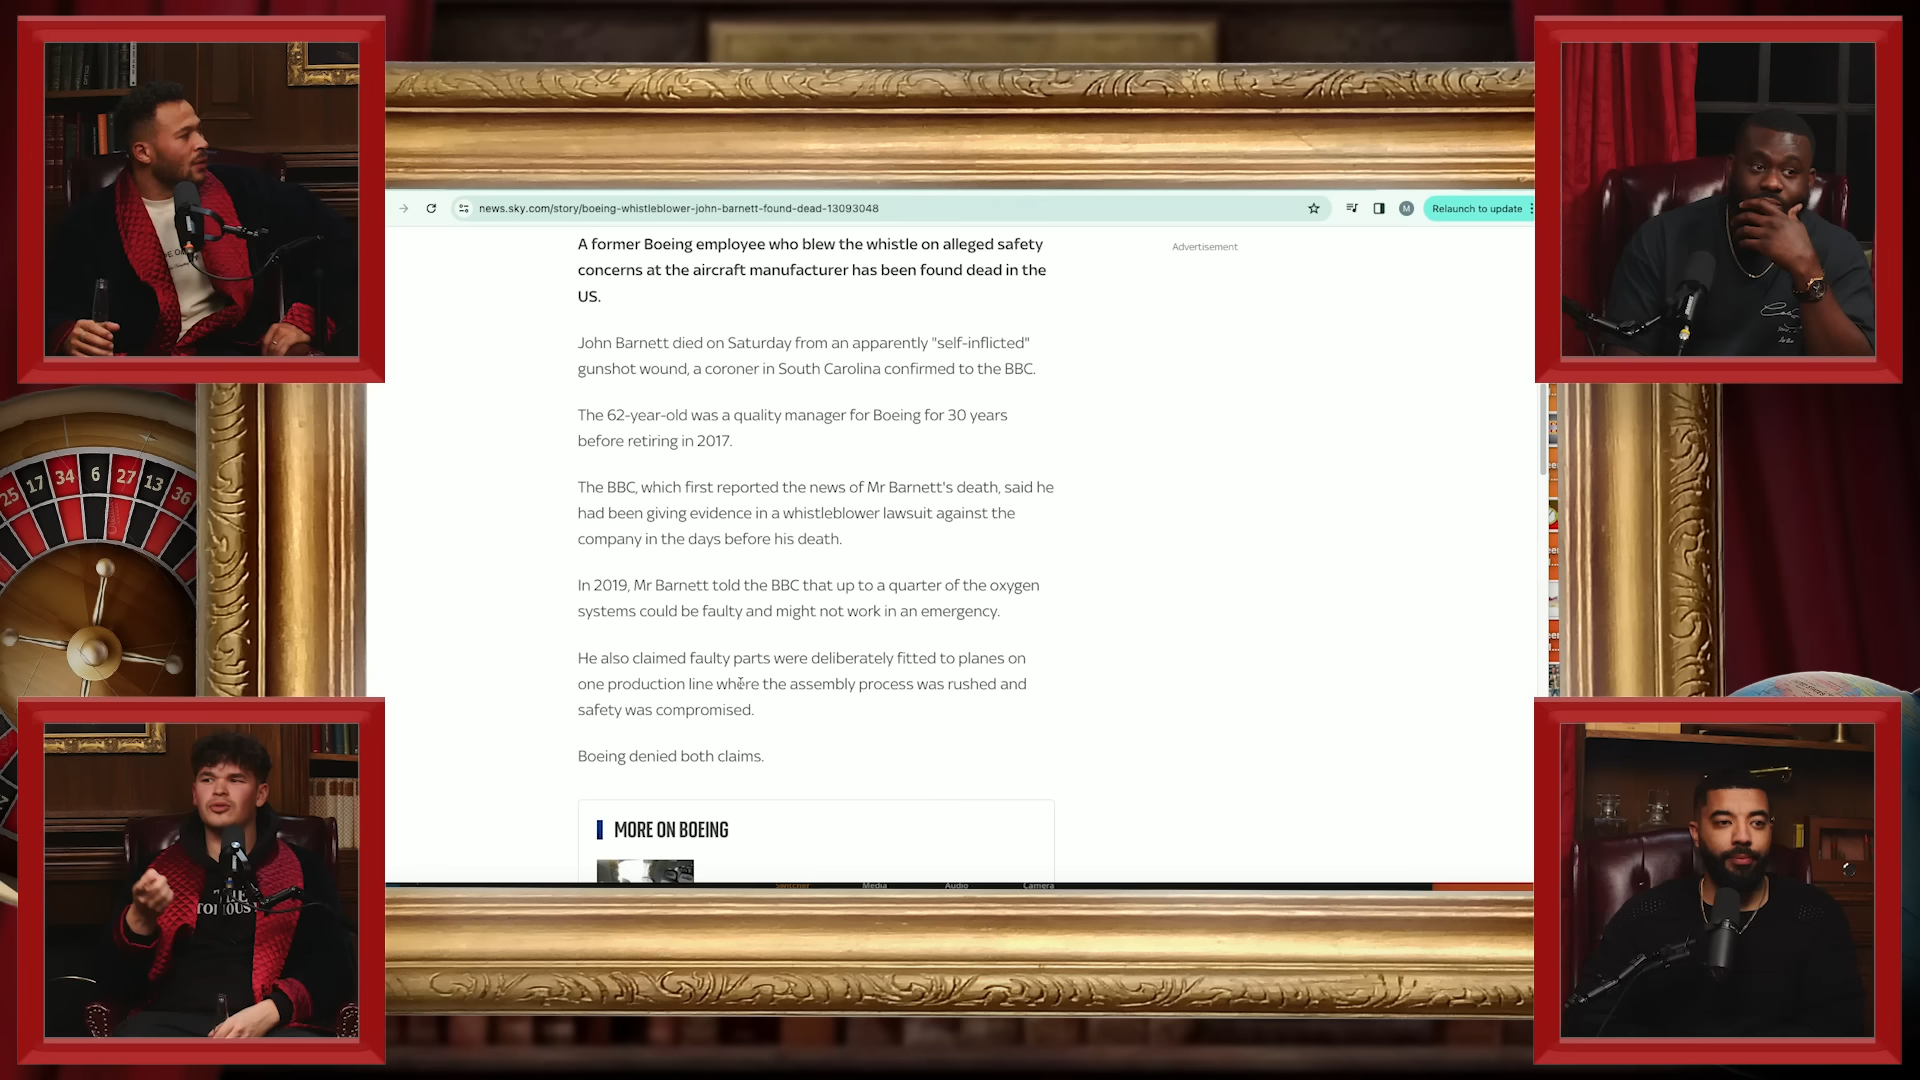 news.sky.com/story/boeing-whistleblower-john-barnett-found-dead-13093048
M
Relaunch to update
A former Boeing employee who blew the whistle on alleged safety
concerns at the aircraft manufacturer has been found dead in the
US.
Advertisement
John Barnett died on Saturday from an apparently "self-inflicted"
gunshot wound, a coroner in South Carolina confirmed to the BBC.
The 62-year-old was a quality manager for Boeing for 30 years
before retiring in 2017.
The BBC, which first reported the news of Mr Barnett's death, said he
had been giving evidence in a whistleblower lawsuit against the
company in the days before his death.
In 2019, Mr Barnett told the BBC that up to a quarter of the oxygen
systems could be faulty and might not work in an emergency.
He also claimed faulty parts were deliberately fitted to planes on
one production line where the assembly process was rushed and
safety was compromised.
Boeing denied both claims.
MORE ON BOEING
Switcher Media Audio Camera
25 17 34 6 27 13 36
THE